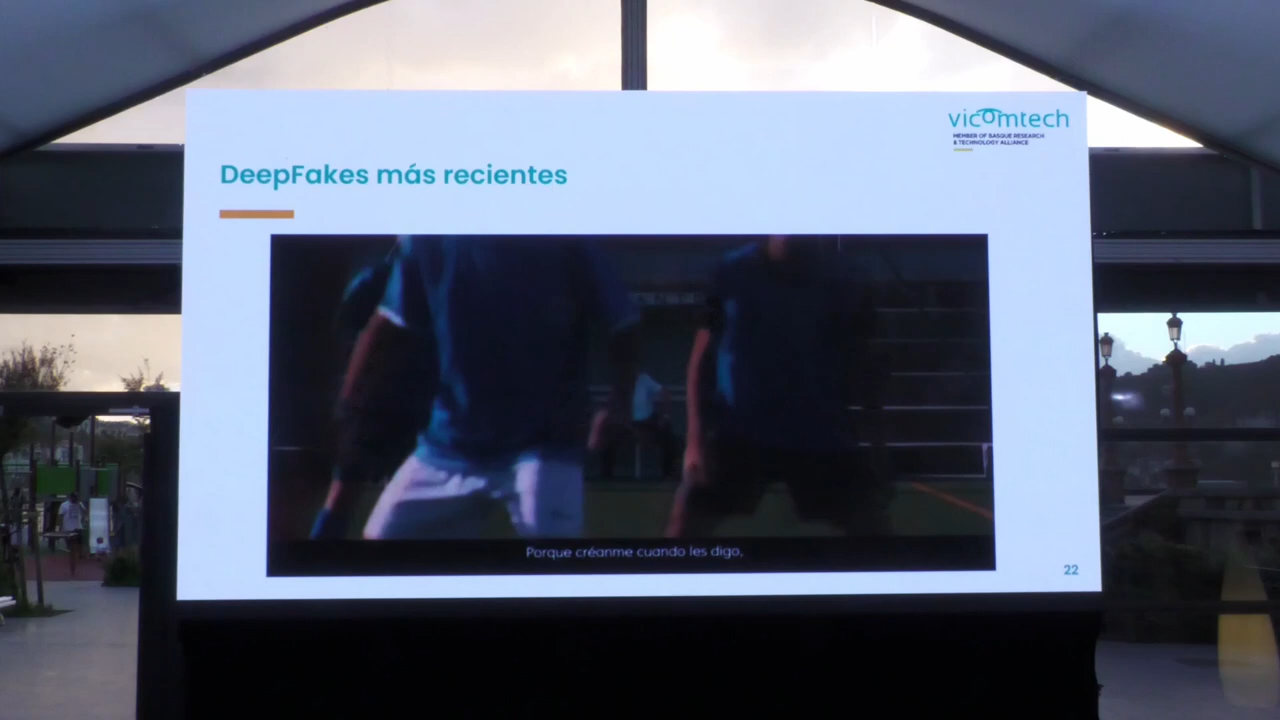 vicomtech
MEMBER OF BASQUE RESEARCH
& TECHNOLOGY ALLIANCE
DeepFakes más recientes
Porque créanme cuando les digo,
22